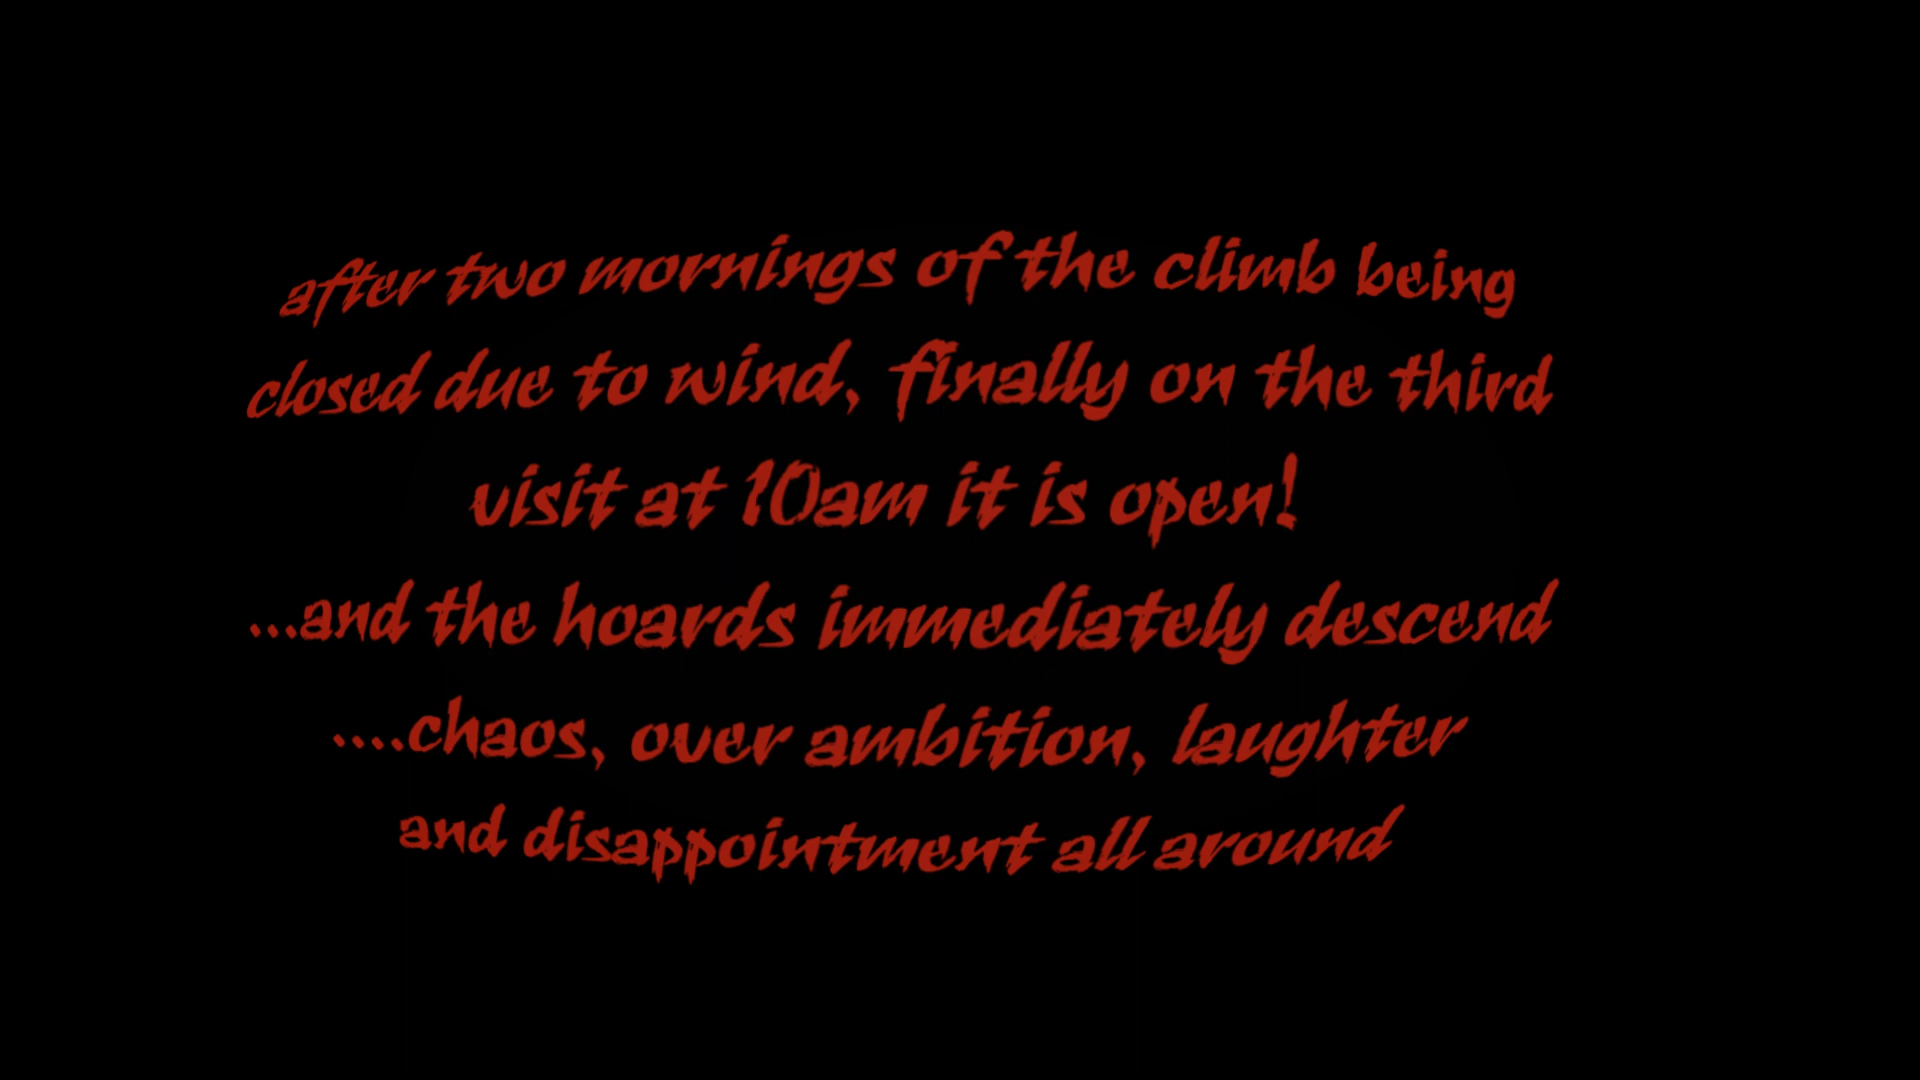 after two mornings of the climb being
closed due to wind, finally on the third
visit at 10am it is open!
...and the hoards immediately descend
....chaos, over ambition, laughter
and disappointment all around